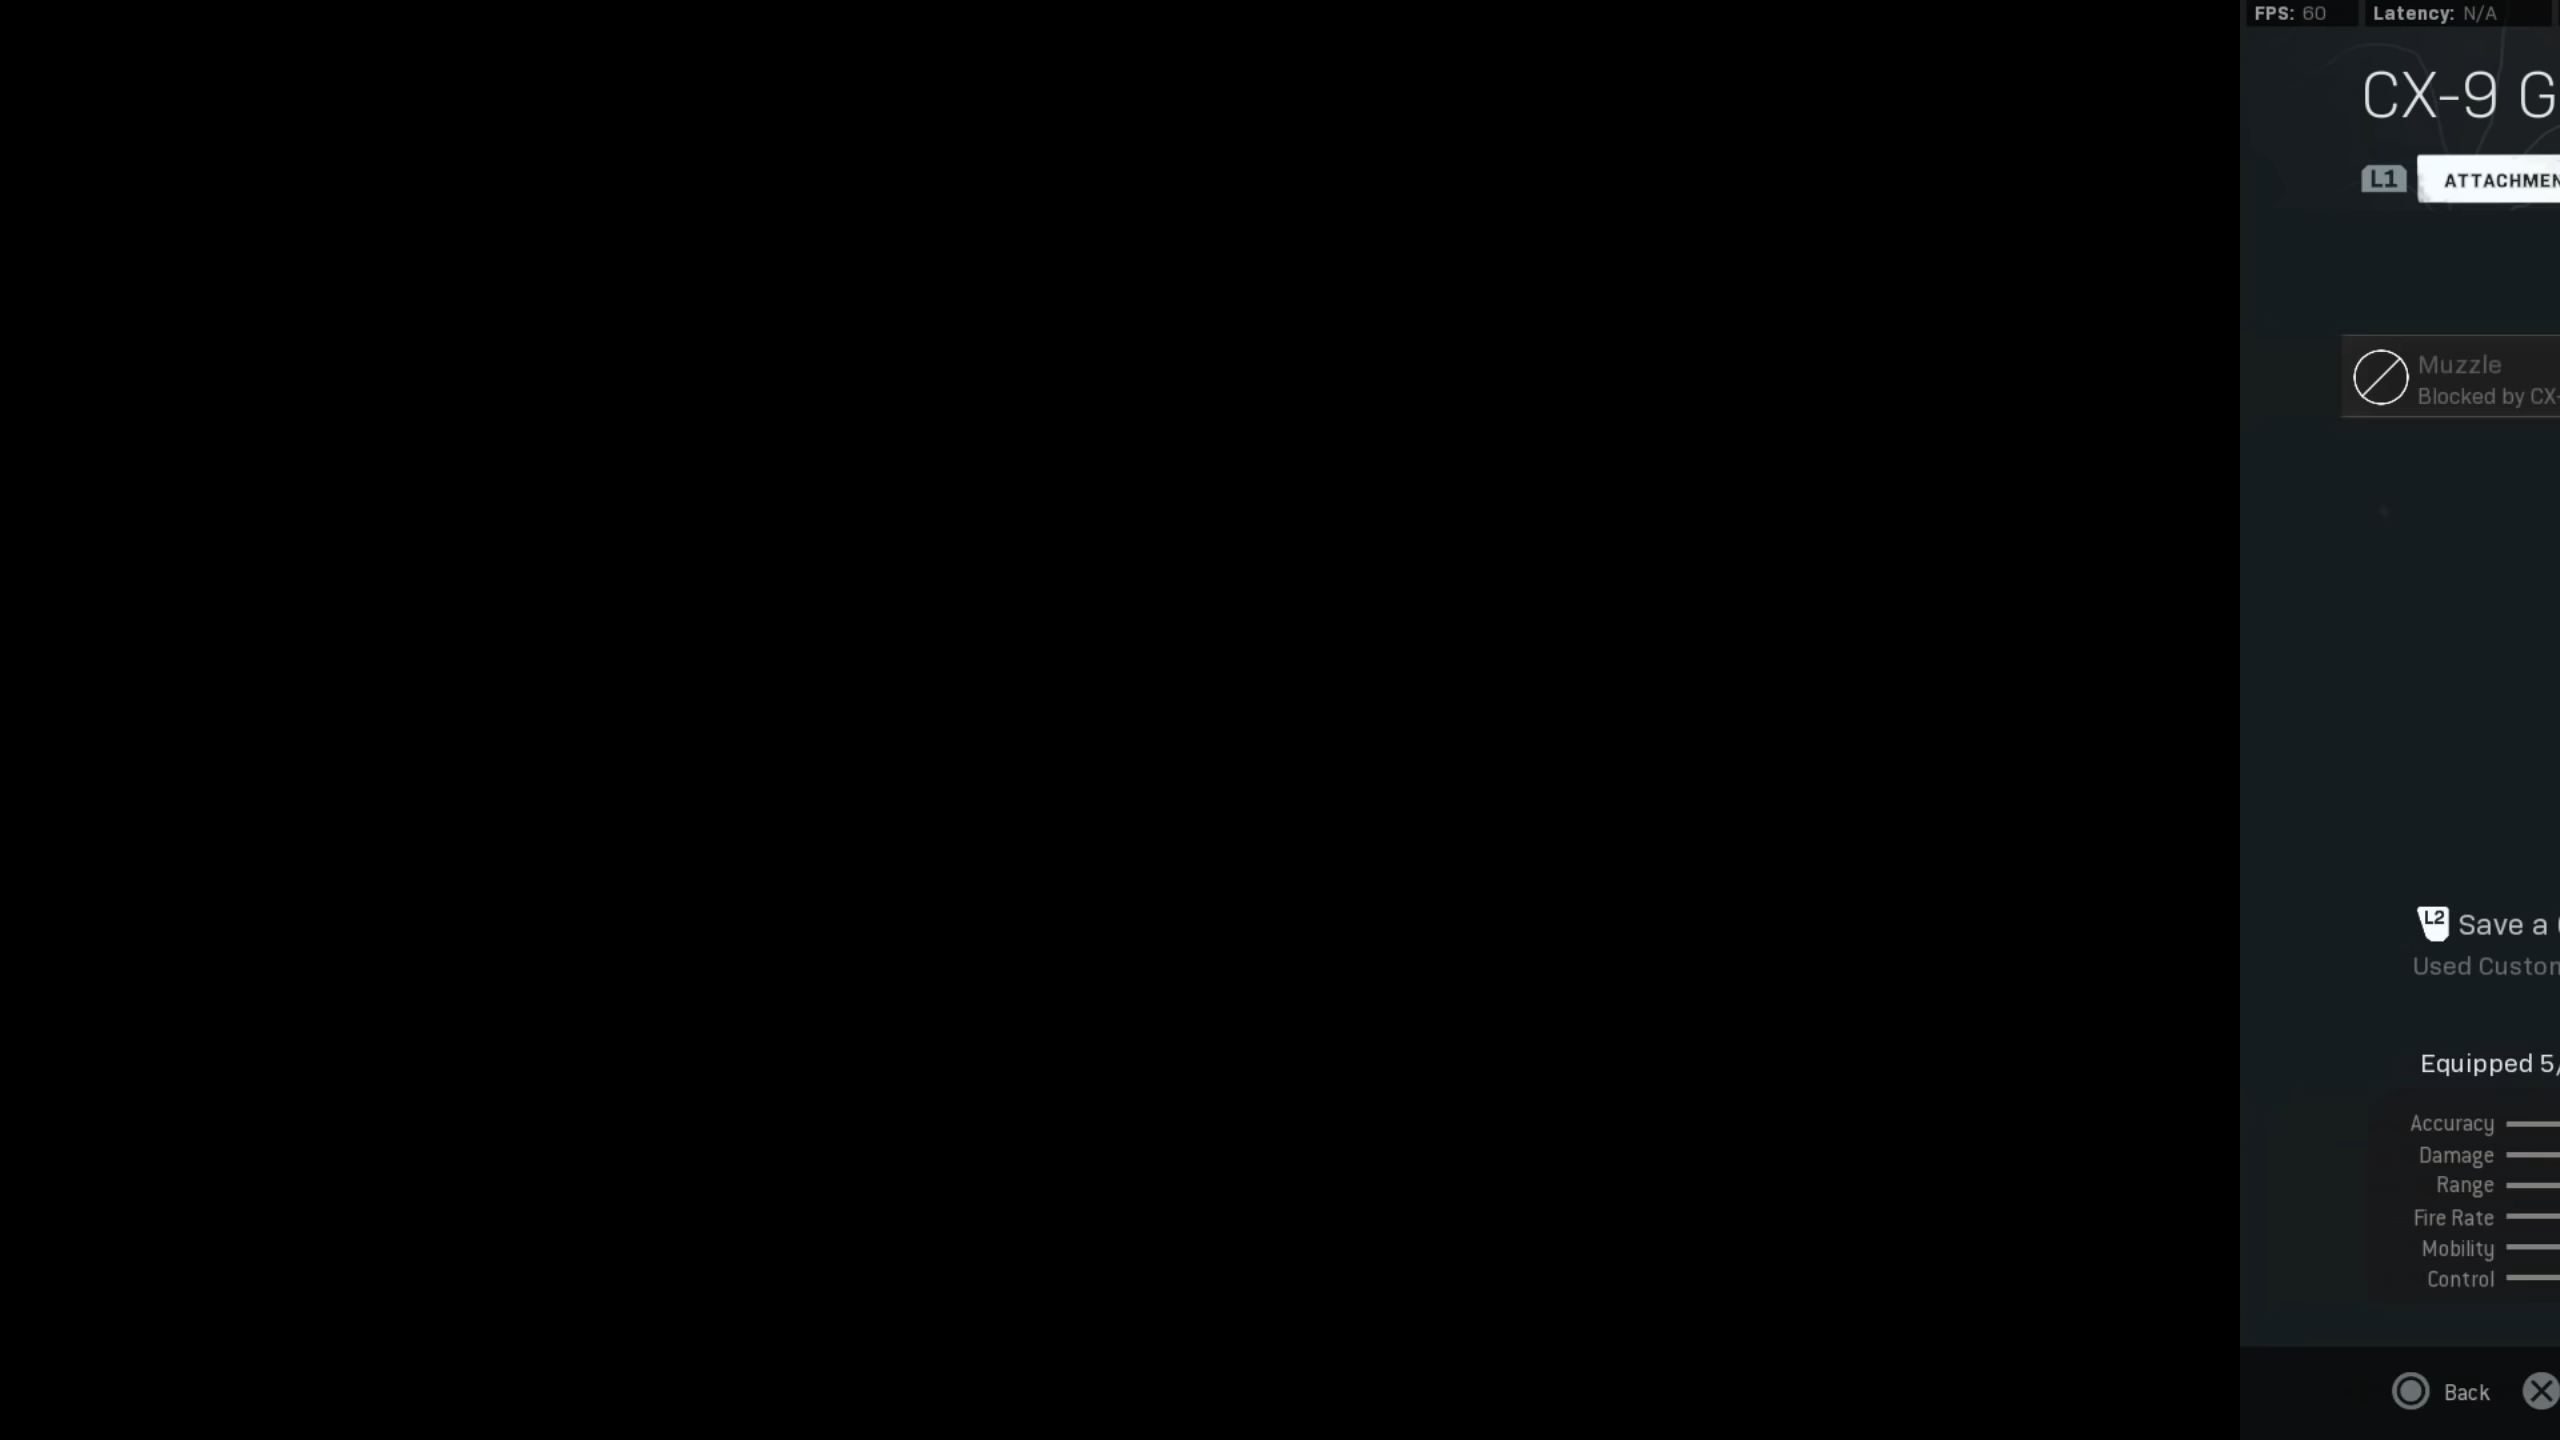 FPS: 60 Latency: N/A
CX-9 G
L1 ATTACHMEN
Muzzle
Blocked by CX-
L2 Save a
Used Custom
Equipped 5/
Accuracy
Damage
Range
Fire Rate
Mobility
Control
Back